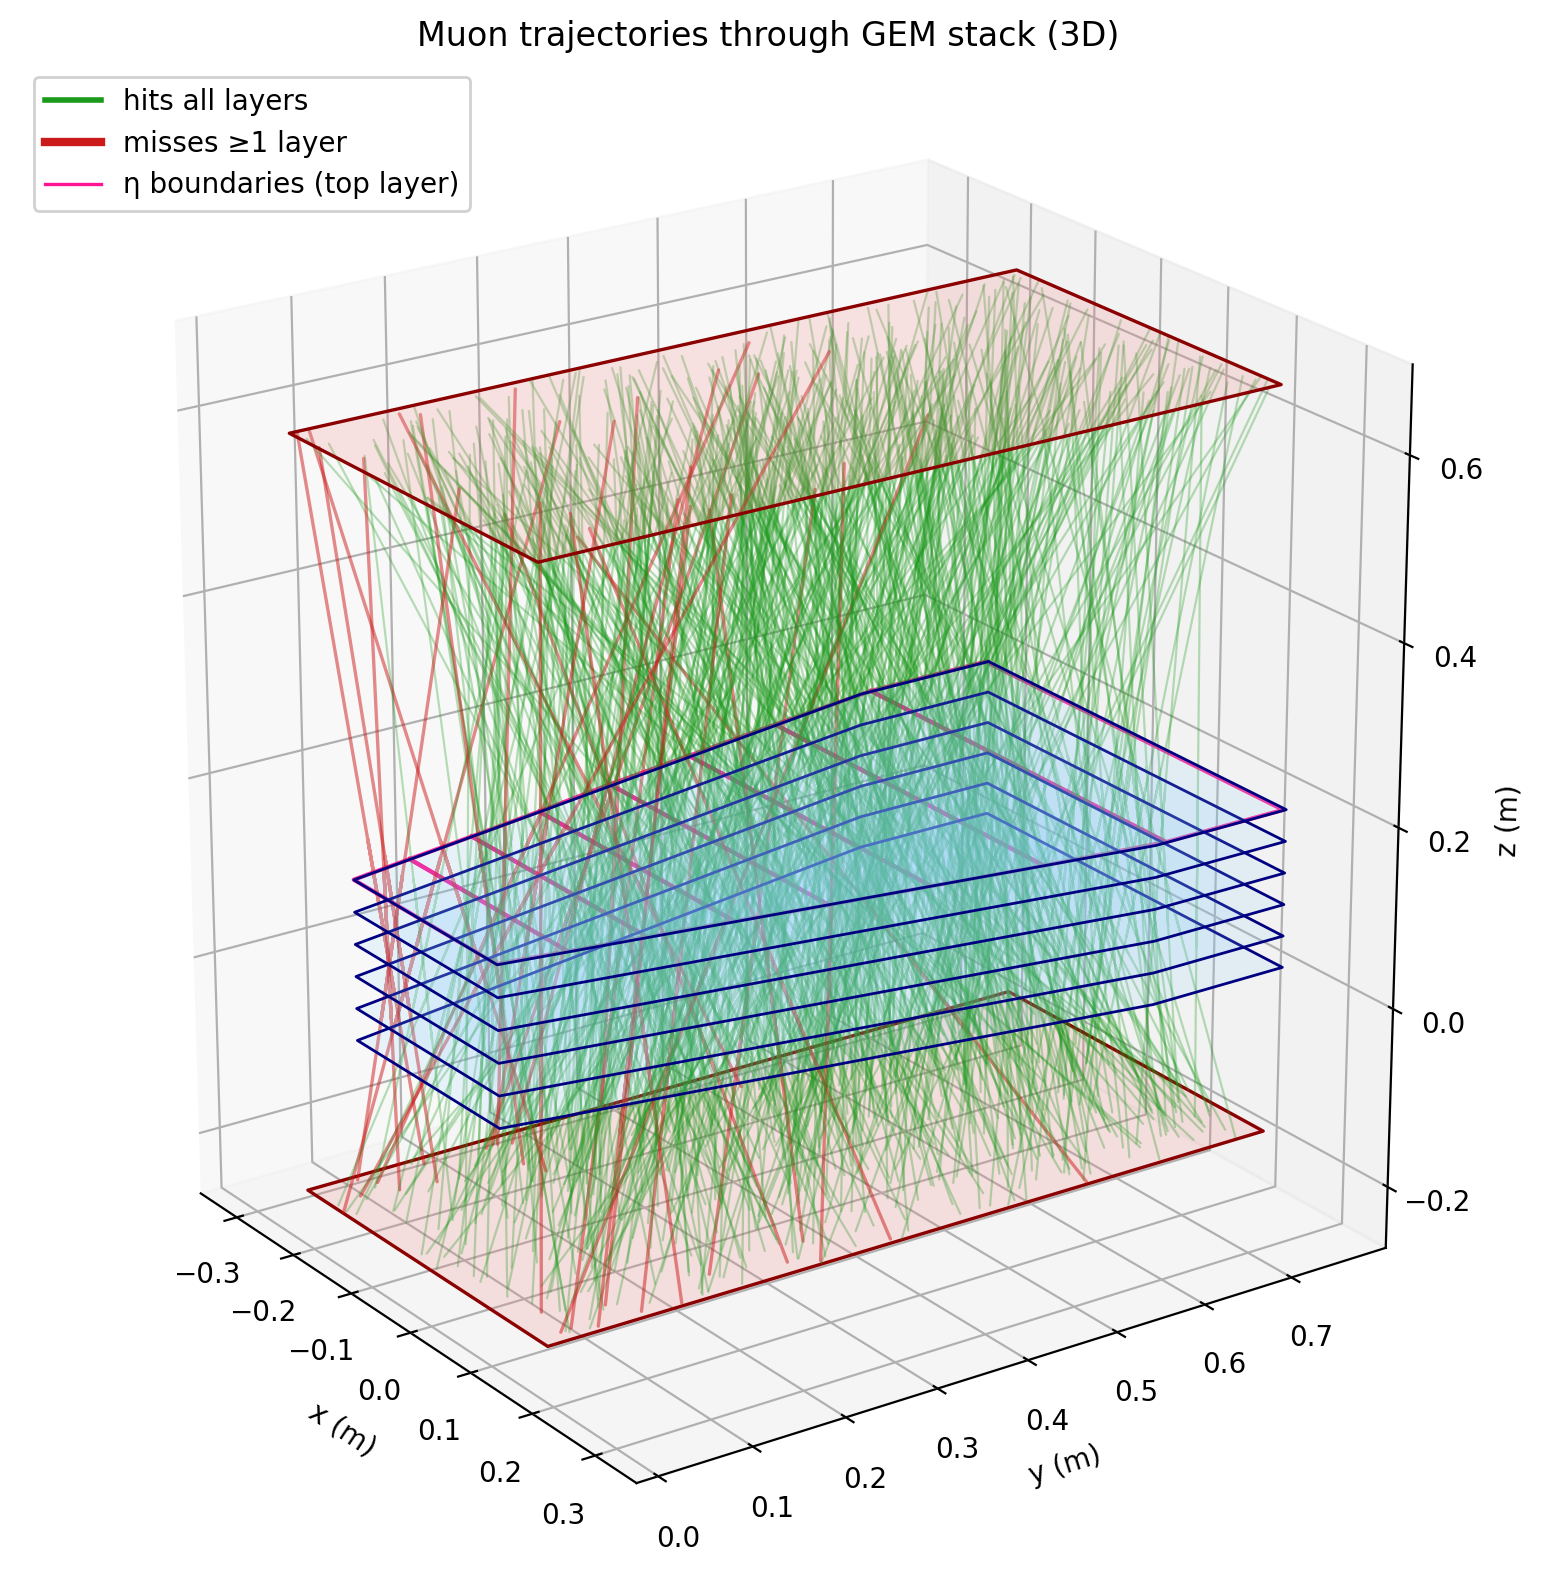 Muon trajectories through GEM stack (3D)
hits all layers
misses ≥1 layer
η boundaries (top layer)
0.6
0.4
0.2
0.0
−0.2
z (m)
−0.3
−0.2
−0.1
0.0
0.1
0.2
0.3
x (m)
0.0
0.1
0.2
0.3
0.4
0.5
0.6
0.7
y (m)